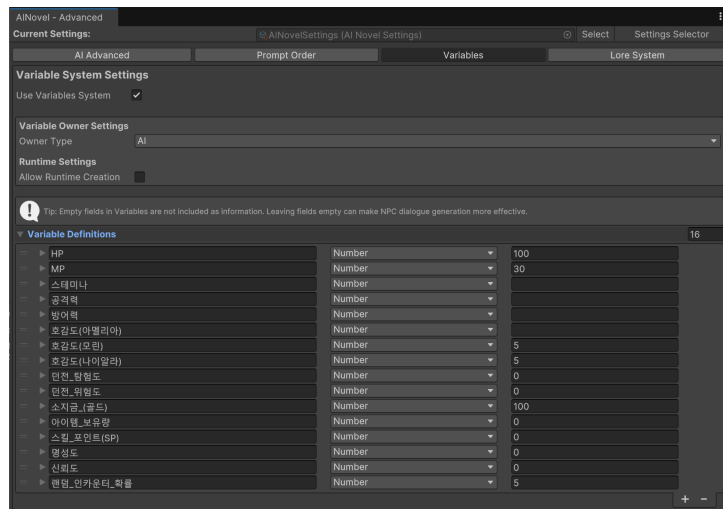 AINovel - Advanced
Current Settings: AINovelSettings (AI Novel Settings) Select Settings Selector
AI Advanced Prompt Order Variables Lore System
Variable System Settings
Use Variables System
Variable Owner Settings
Owner Type AI
Runtime Settings
Allow Runtime Creation
Tip: Empty fields in Variables are not included as information. Leaving fields empty can make NPC dialogue generation more effective.
Variable Definitions 16
HP Number 100
MP Number 30
스테미나 Number
공격력 Number
방어력 Number
호감도(아멜리아) Number
호감도(모린) Number 5
호감도(나이알라) Number 5
던전_탐험도 Number 0
던전_위험도 Number 0
소지금_(골드) Number 100
아이템_보유량 Number 0
스킬_포인트(SP) Number 0
명성도 Number 0
신뢰도 Number 0
랜덤_인카운터_확률 Number 5
+ -